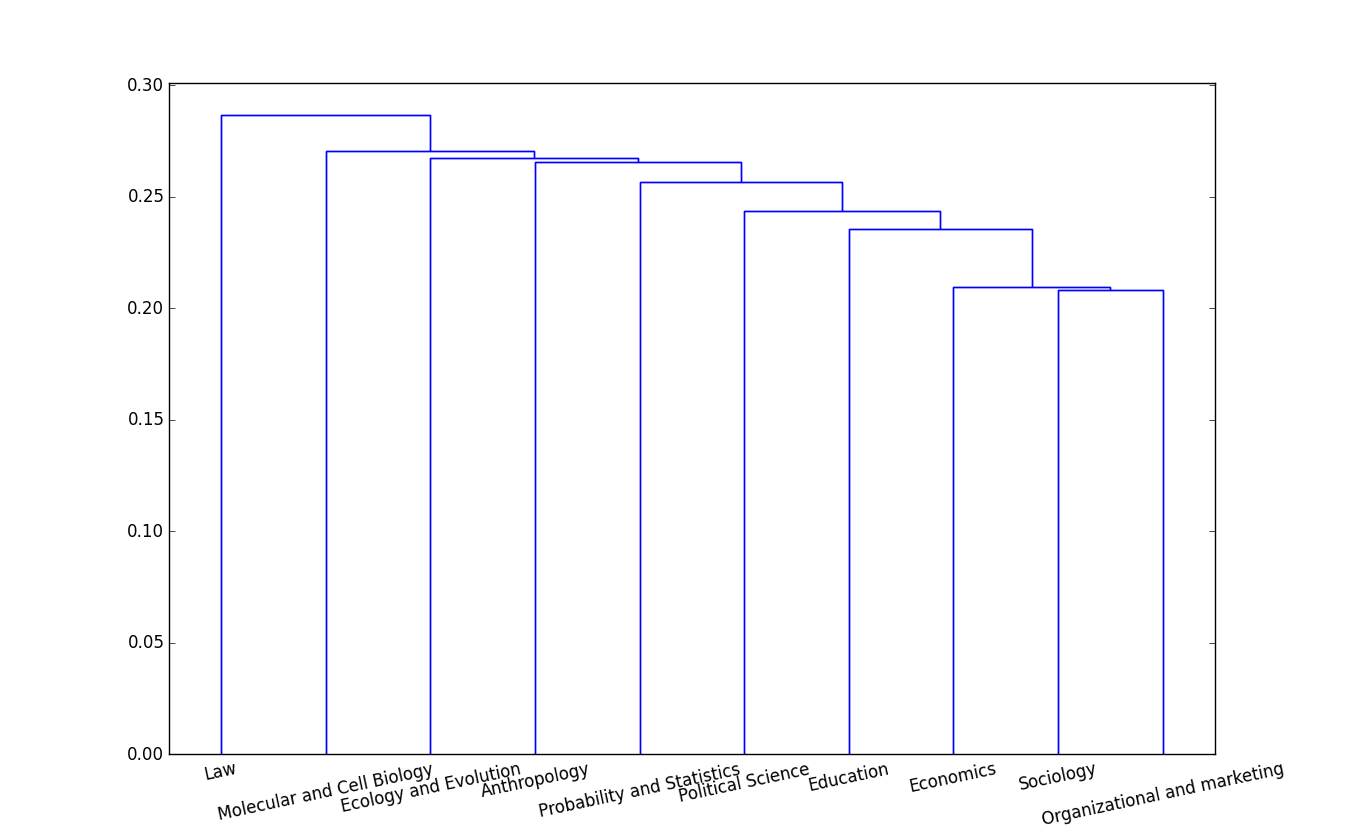 0.30
0.25
0.20
0.15
0.10
0.05
0.00
Law
Molecular and Cell Biology
Ecology and Evolution
Anthropology
Probability and Statistics
Political Science
Education
Economics
Sociology
Organizational and marketing